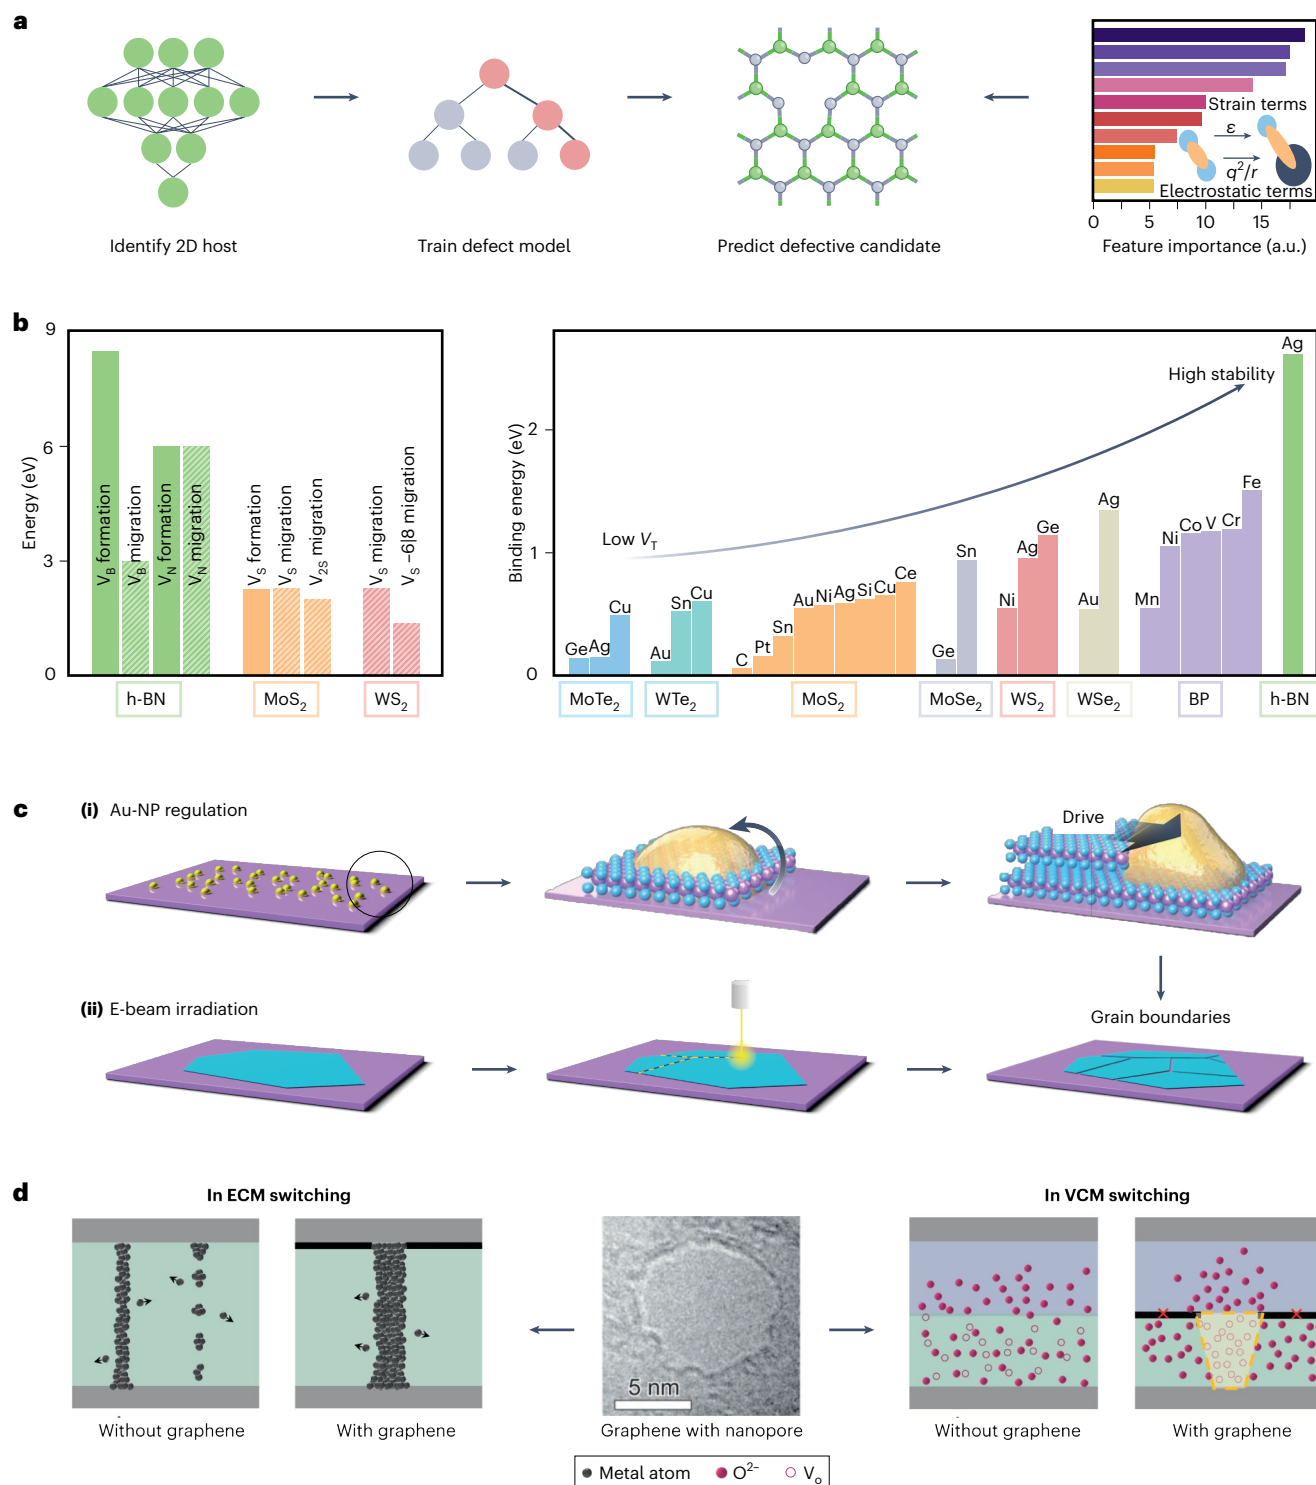 a
Strain terms
ε
q²/r
Electrostatic terms
0 5 10 15
Identify 2D host
Train defect model
Predict defective candidate
Feature importance (a.u.)
b
9
6
3
0
Energy (eV)
V_B formation
V_B migration
V_N formation
V_N migration
V_S formation
V_S migration
V_2S migration
V_S migration
V_S –6|8 migration
h-BN
MoS₂
WS₂
2
1
0
Binding energy (eV)
Low V_T
High stability
Ge Ag Cu
Au Sn Cu
C Pt Sn Au Ni Ag Si Cu Ce
Ge Sn
Ni Ag Ge
Au Ag
Mn Ni Co V Cr Fe
Ag
MoTe₂
WTe₂
MoS₂
MoSe₂
WS₂
WSe₂
BP
h-BN
c
(i) Au-NP regulation
Drive
(ii) E-beam irradiation
Grain boundaries
d
In ECM switching
In VCM switching
5 nm
Without graphene
With graphene
Graphene with nanopore
Without graphene
With graphene
Metal atom
O²⁻
V_o